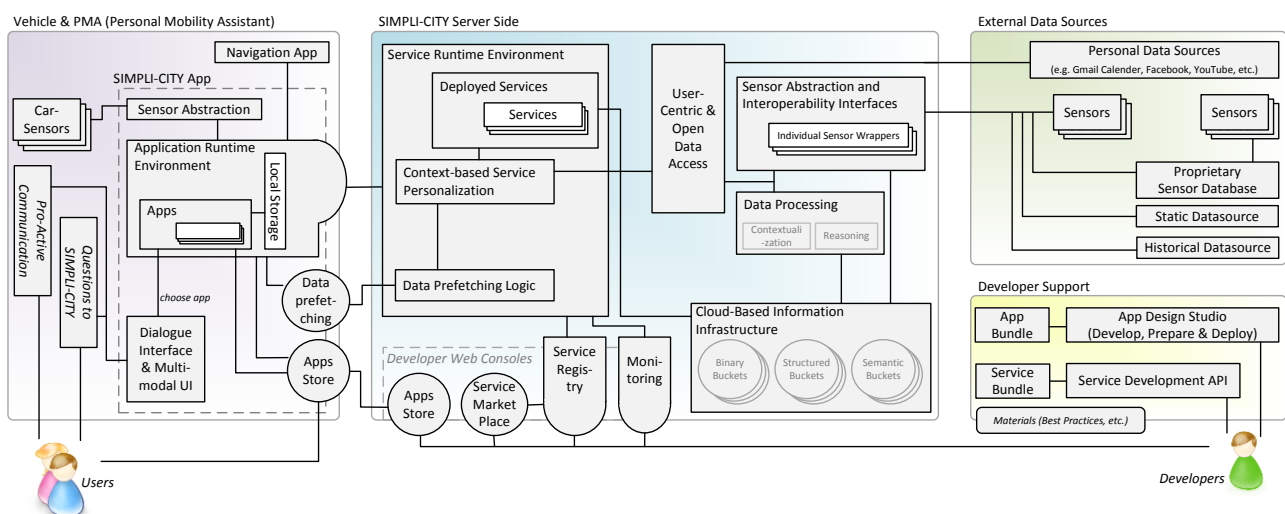 Vehicle & PMA (Personal Mobility Assistant)
Navigation App
SIMPLI-CITY App
Car-
Sensors
Sensor Abstraction
Application Runtime
Environment
Local Storage
Apps
Pro-Active
Communication
Questions to
SIMPLI-CITY
choose app
Dialogue
Interface
& Multi-
modal UI
Data
prefet-
ching
Apps
Store
Users
SIMPLI-CITY Server Side
Service Runtime Environment
Deployed Services
Services
Context-based Service
Personalization
Data Prefetching Logic
User-
Centric &
Open
Data
Access
Sensor Abstraction and
Interoperability Interfaces
Individual Sensor Wrappers
Data Processing
Contextuali
-zation
Reasoning
Cloud-Based Information
Infrastructure
Binary
Buckets
Structured
Buckets
Semantic
Buckets
Developer Web Consoles
Apps
Store
Service
Market
Place
Service
Regis-
try
Moni-
toring
External Data Sources
Personal Data Sources
(e.g. Gmail Calender, Facebook, YouTube, etc.)
Sensors
Sensors
Proprietary
Sensor Database
Static Datasource
Historical Datasource
Developer Support
App
Bundle
App Design Studio
(Develop, Prepare & Deploy)
Service
Bundle
Service Development API
Materials (Best Practices, etc.)
Developers